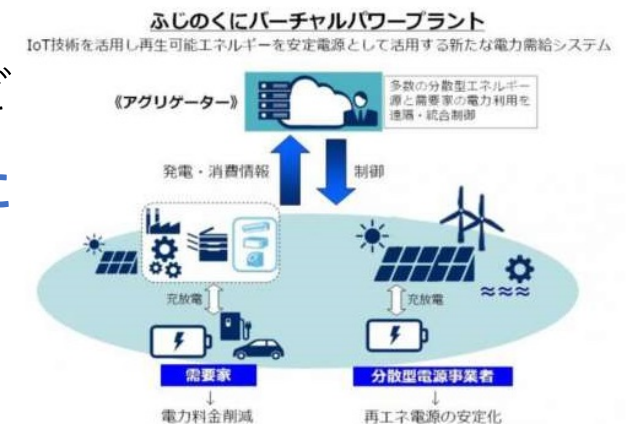 ふじのくにバーチャルパワープラント
IoT技術を活用し再生可能エネルギーを安定電源として活用する新たな電力需給システム
《アグリゲーター》
多数の分散型エネルギー
源と需要家の電力利用を
遠隔・統合制御
発電・消費情報
制御
充放電
充放電
需要家
分散型電源事業者
↓
↓
電力料金削減
再エネ電源の安定化